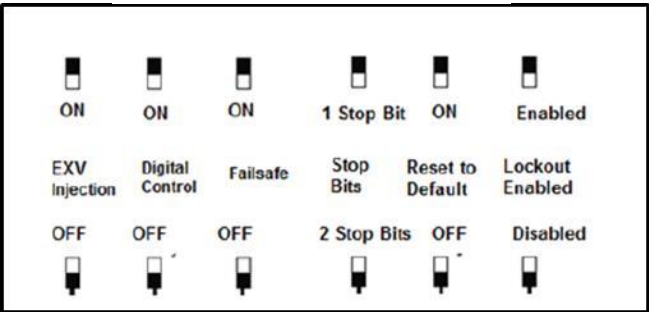 ON ON ON 1 Stop Bit ON Enabled
EXV Injection Digital Control Failsafe Stop Bits Reset to Default Lockout Enabled
OFF OFF OFF 2 Stop Bits OFF Disabled